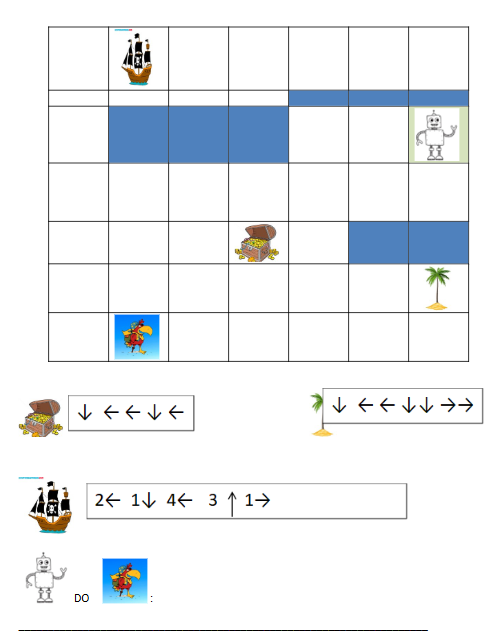 ↓ ← ← ↓ ←
↓ ← ← ↓ ↓ → →
2← 1↓ 4← 3 ↑ 1→
DO :